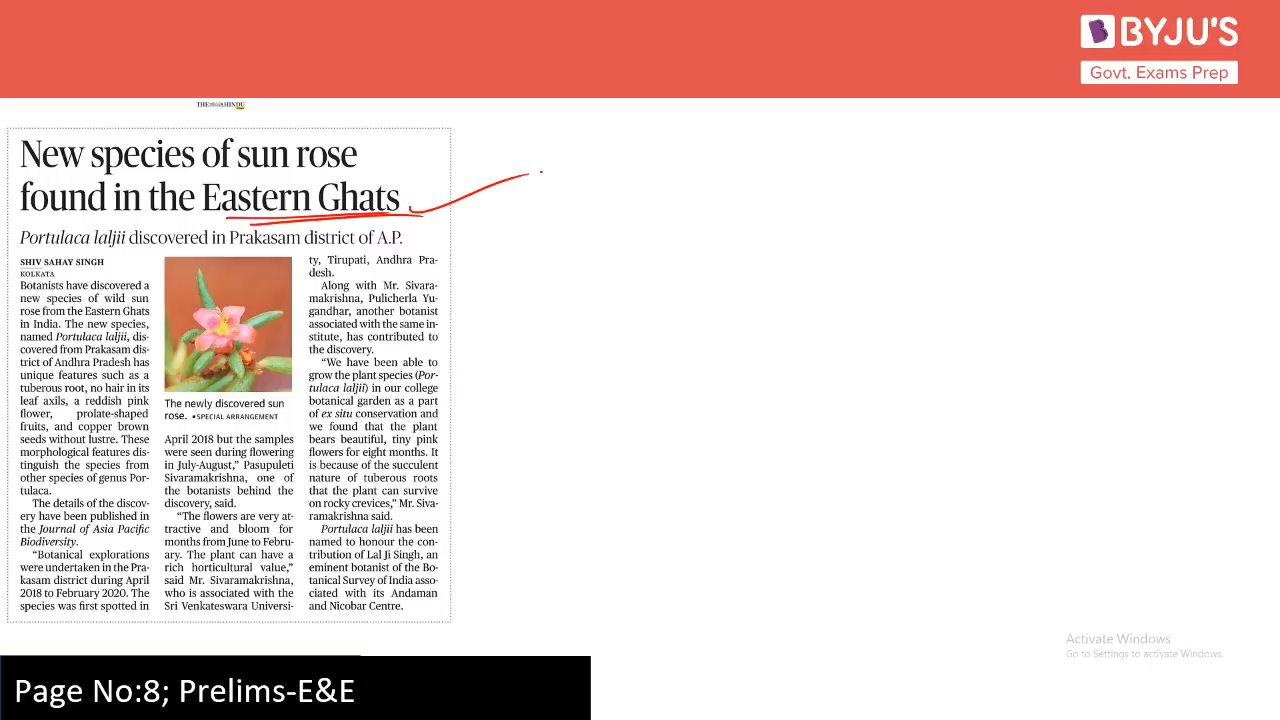 BYJU'S
Govt. Exams Prep
THE HINDU
New species of sun rose
found in the Eastern Ghats
Portulaca laljii discovered in Prakasam district of A.P.
SHIV SAHAY SINGH
KOLKATA
Botanists have discovered a
new species of wild sun
rose from the Eastern Ghats
in India. The new species,
named Portulaca laljii, dis-
covered from Prakasam dis-
trict of Andhra Pradesh has
unique features such as a
tuberous root, no hair in its
leaf axils, a reddish pink
flower, prolate-shaped
fruits, and copper brown
seeds without lustre. These
morphological features dis-
tinguish the species from
other species of genus Por-
tulaca.
The details of the discov-
ery have been published in
the Journal of Asia Pacific
Biodiversity.
“Botanical explorations
were undertaken in the Pra-
kasam district during April
2018 to February 2020. The
species was first spotted in
The newly discovered sun
rose. •SPECIAL ARRANGEMENT
April 2018 but the samples
were seen during flowering
in July-August,” Pasupuleti
Sivaramakrishna, one of
the botanists behind the
discovery, said.
“The flowers are very at-
tractive and bloom for
months from June to Febru-
ary. The plant can have a
rich horticultural value,”
said Mr. Sivaramakrishna,
who is associated with the
Sri Venkateswara Universi-
ty, Tirupati, Andhra Pra-
desh.
Along with Mr. Sivara-
makrishna, Pulicherla Yu-
gandhar, another botanist
associated with the same in-
stitute, has contributed to
the discovery.
“We have been able to
grow the plant species (Por-
tulaca laljii) in our college
botanical garden as a part
of ex situ conservation and
we found that the plant
bears beautiful, tiny pink
flowers for eight months. It
is because of the succulent
nature of tuberous roots
that the plant can survive
on rocky crevices,” Mr. Siva-
ramakrishna said.
Portulaca laljii has been
named to honour the con-
tribution of Lal Ji Singh, an
eminent botanist of the Bo-
tanical Survey of India asso-
ciated with its Andaman
and Nicobar Centre.
Activate Windows
Go to Settings to activate Windows.
Page No:8; Prelims-E&E